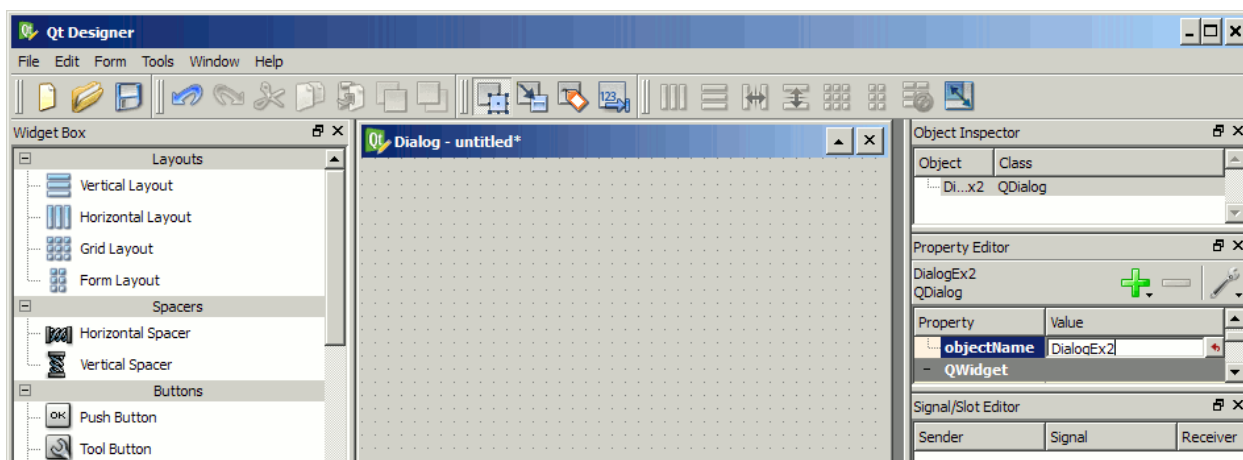 Qt Designer
File Edit Form Tools Window Help
123
Widget Box
Layouts
Vertical Layout
Horizontal Layout
Grid Layout
Form Layout
Spacers
Horizontal Spacer
Vertical Spacer
Buttons
OK Push Button
Tool Button
Qt Dialog - untitled*
Object Inspector
Object Class
Di...x2 QDialog
Property Editor
DialogEx2
QDialog
Property Value
objectName DialogEx2
QWidget
Signal/Slot Editor
Sender Signal Receiver